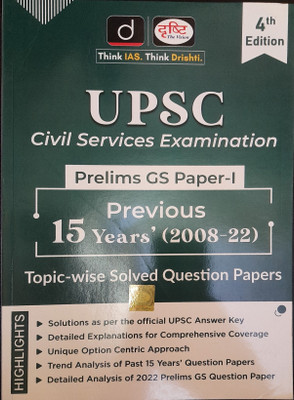 d
दृष्टि
The Vision
Think IAS. Think Drishti.
4th
Edition
UPSC
Civil Services Examination
Prelims GS Paper-I
Previous
15 Years' (2008-22)
Topic-wise Solved Question Papers
HIGHLIGHTS
Solutions as per the official UPSC Answer Key
Detailed Explanations for Comprehensive Coverage
Unique Option Centric Approach
Trend Analysis of Past 15 Years' Question Papers
Detailed Analysis of 2022 Prelims GS Question Paper